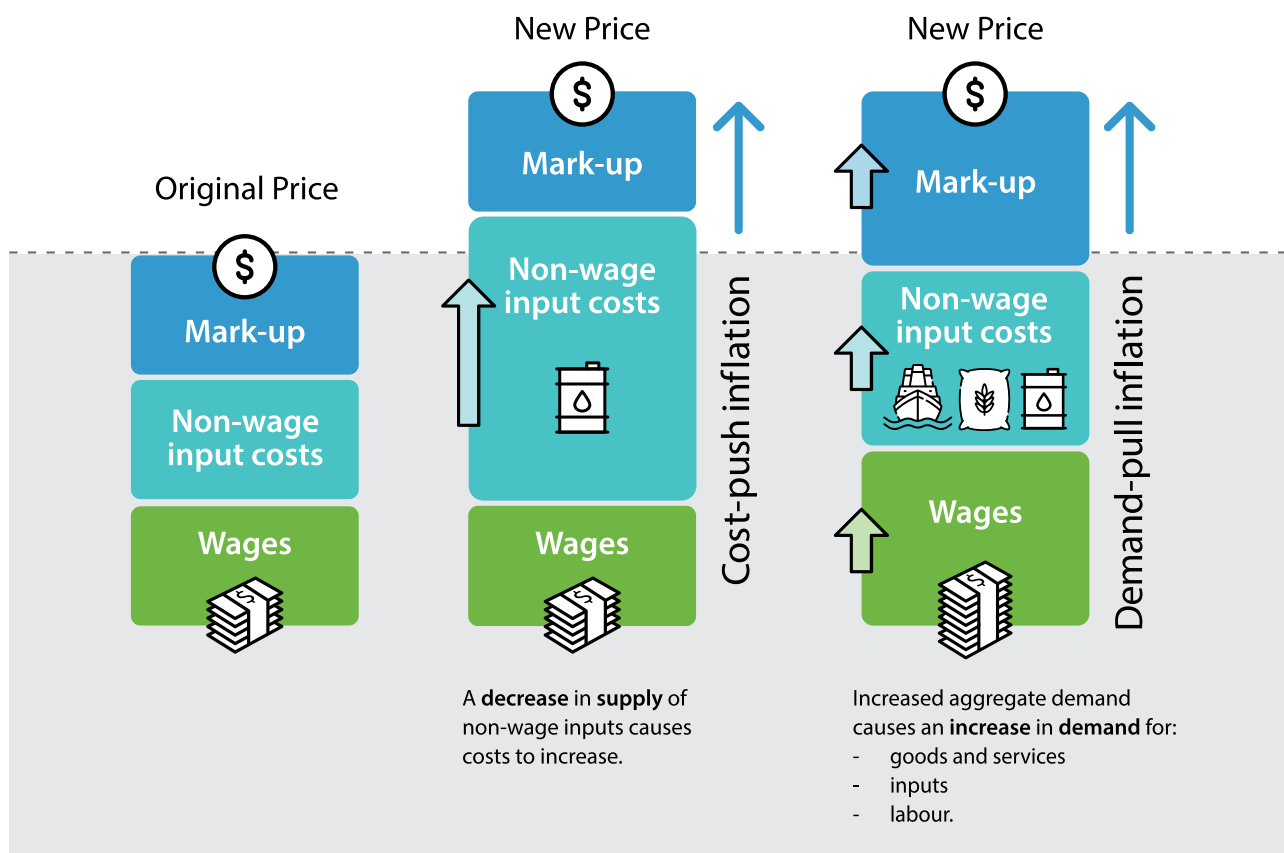 Original Price
$
Mark-up
Non-wage
input costs
Wages
$
New Price
$
Mark-up
Non-wage
input costs
Wages
$
Cost-push inflation
A decrease in supply of
non-wage inputs causes
costs to increase.
New Price
$
Mark-up
Non-wage
input costs
Wages
$
Demand-pull inflation
Increased aggregate demand
causes an increase in demand for:
- goods and services
- inputs
- labour.